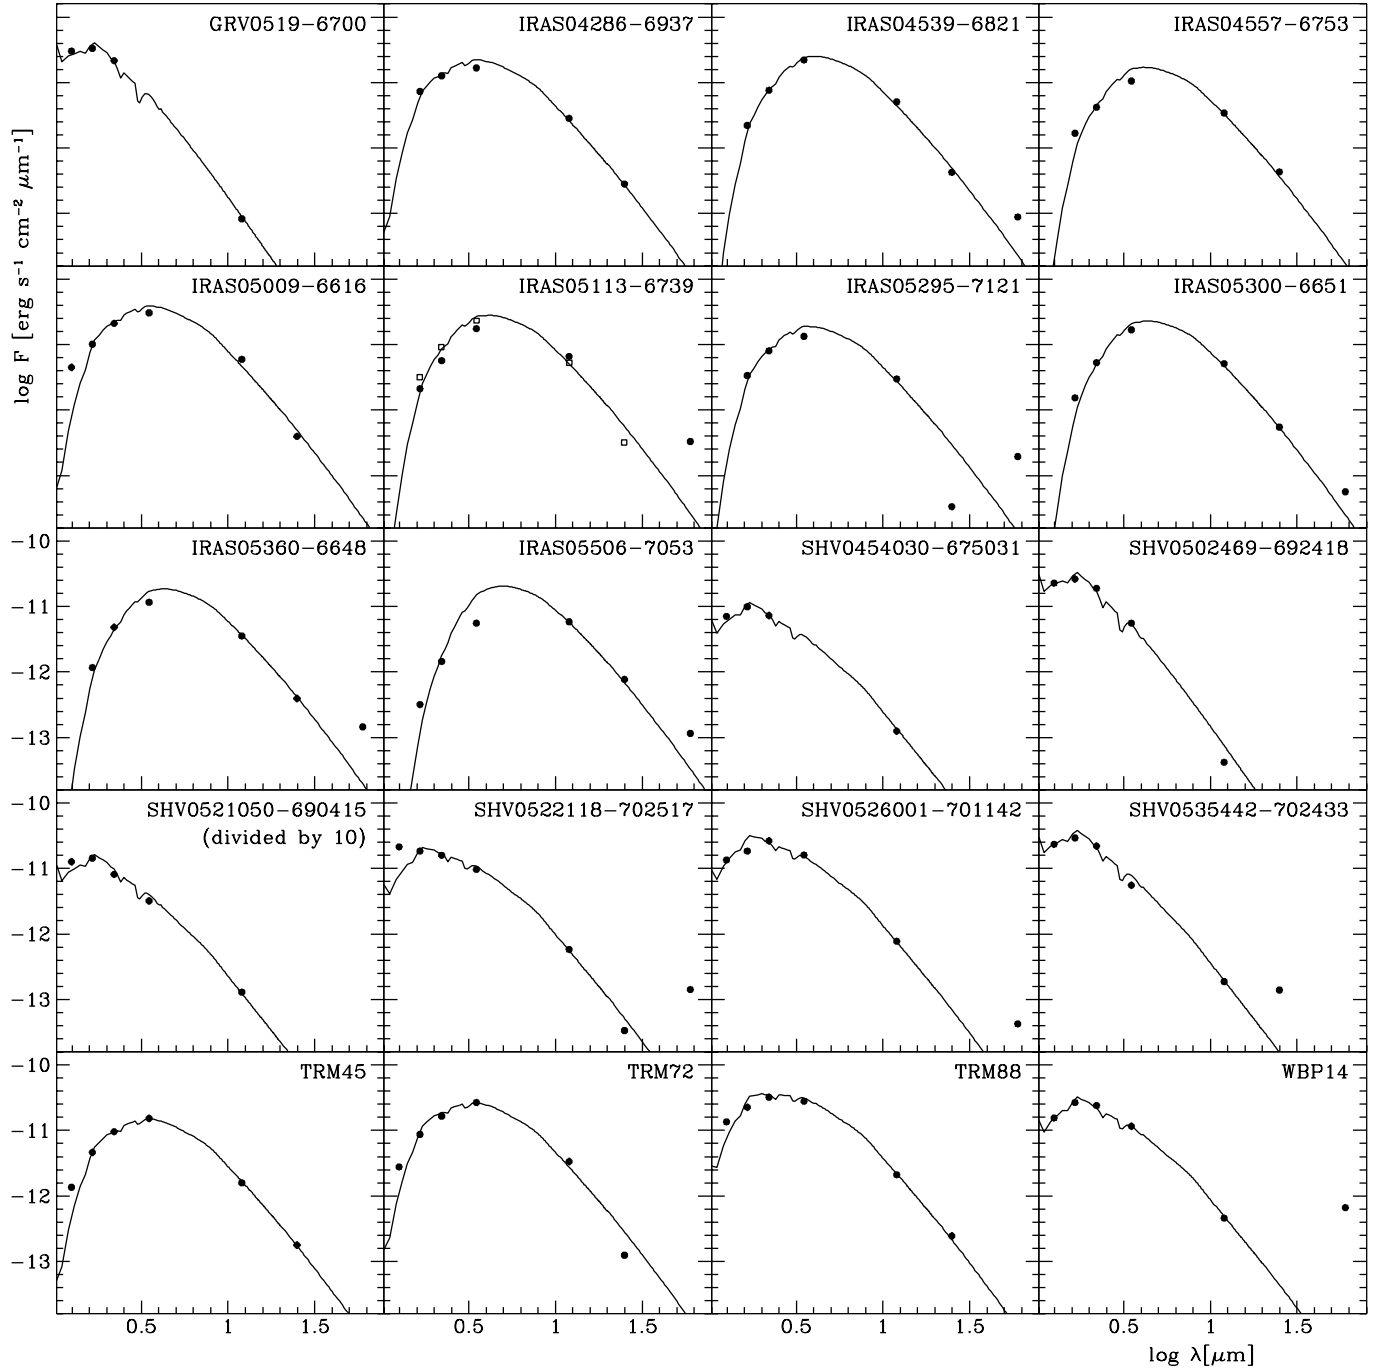 GRV0519−6700
IRAS04286−6937
IRAS04539−6821
IRAS04557−6753
log F [erg s⁻¹ cm⁻² μm⁻¹]
IRAS05009−6616
IRAS05113−6739
IRAS05295−7121
IRAS05300−6651
IRAS05360−6648
IRAS05506−7053
SHV0454030−675031
SHV0502469−692418
−10
−11
−12
−13
SHV0521050−690415
(divided by 10)
SHV0522118−702517
SHV0526001−701142
SHV0535442−702433
−10
−11
−12
−13
TRM45
TRM72
TRM88
WBP14
−10
−11
−12
−13
0.5 1 1.5 0.5 1 1.5 0.5 1 1.5 0.5 1 1.5
log λ[μm]